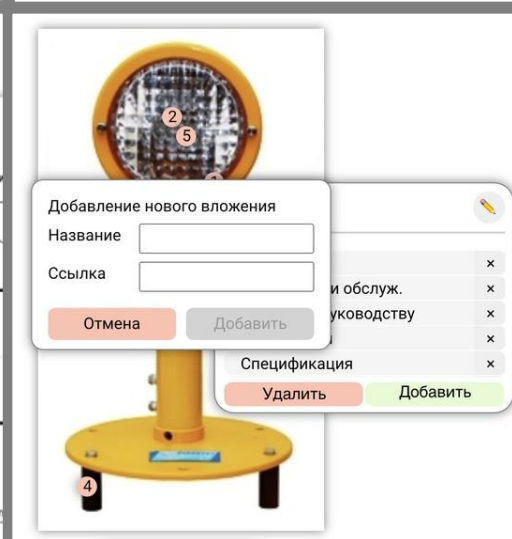 2
5
Добавление нового вложения
Название
Ссылка
Отмена
Добавить
✏️
×
и обслуж.
×
уководству
×
×
Спецификация
×
Удалить
Добавить
4